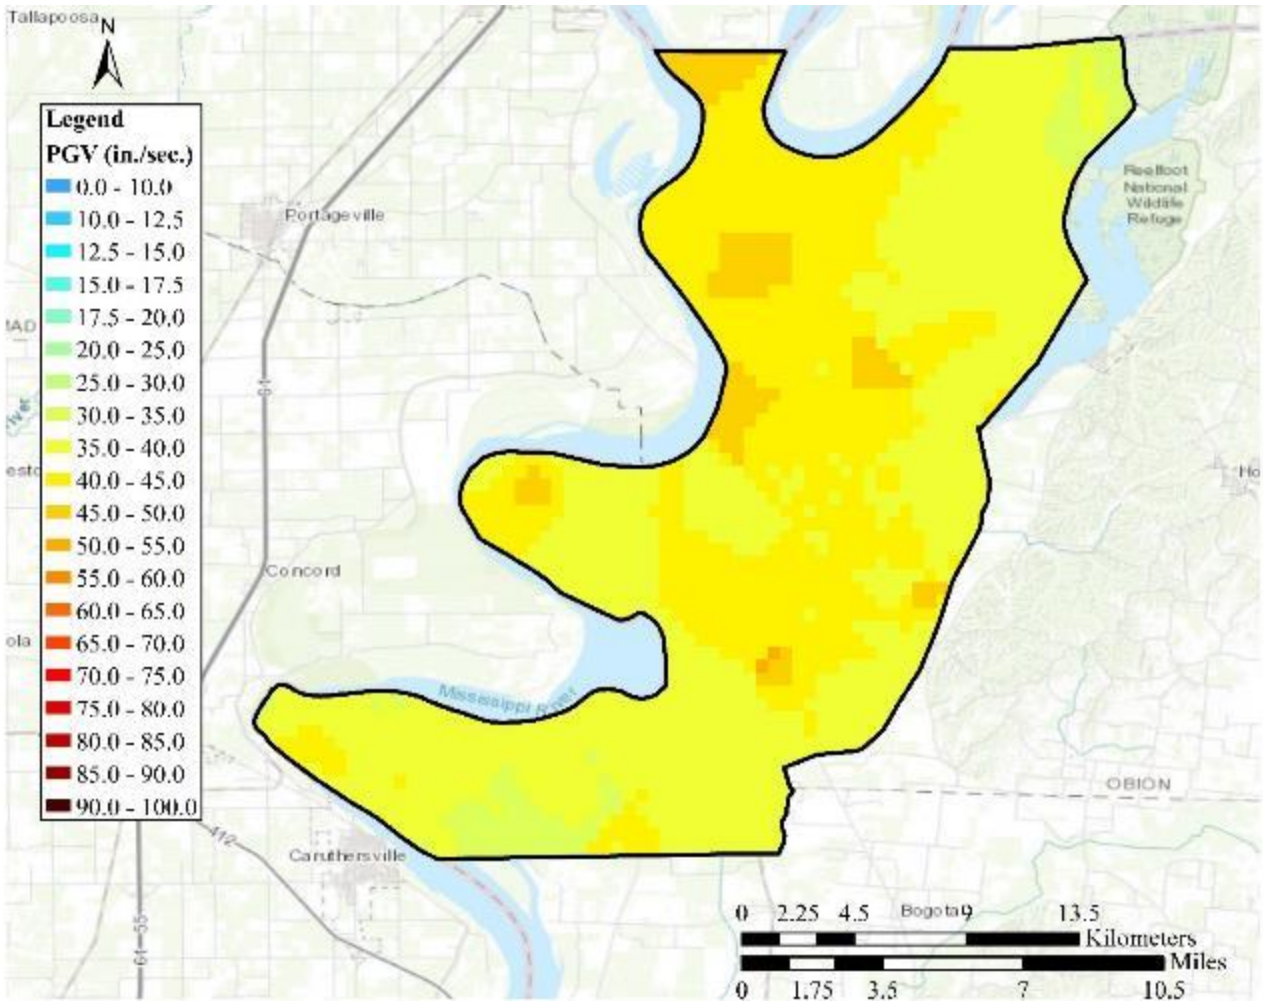 Tallapoosa
N
Legend
PGV (in./sec.)
0.0 - 10.0
10.0 - 12.5
12.5 - 15.0
15.0 - 17.5
17.5 - 20.0
20.0 - 25.0
25.0 - 30.0
30.0 - 35.0
35.0 - 40.0
40.0 - 45.0
45.0 - 50.0
50.0 - 55.0
55.0 - 60.0
60.0 - 65.0
65.0 - 70.0
70.0 - 75.0
75.0 - 80.0
80.0 - 85.0
85.0 - 90.0
90.0 - 100.0
Portageville
Reelfoot
National
Wildlife
Refuge
61
Ho
Concord
ola
Mississippi River
OBION
412
Caruthersville
61-55
Bogota
0 2.25 4.5 9 13.5
Kilometers
Miles
0 1.75 3.5 7 10.5